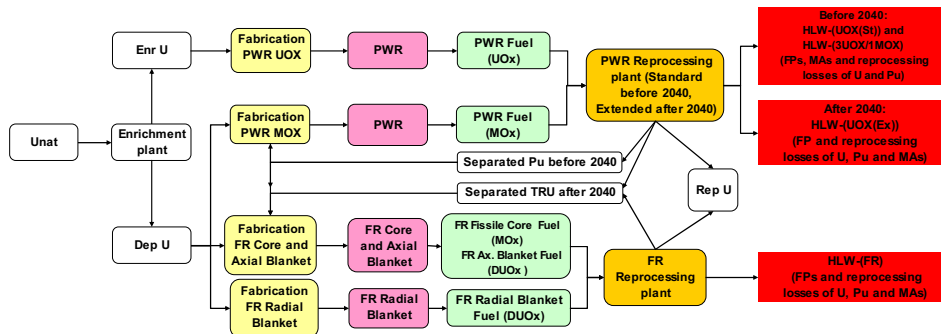 Unat
Enrichment
plant
Enr U
Dep U
Fabrication
PWR UOX
PWR
PWR Fuel
(UOx)
Fabrication
PWR MOX
PWR
PWR Fuel
(MOx)
PWR Reprocessing
plant (Standard
before 2040,
Extended after 2040)
Before 2040:
HLW-(UOX(St)) and
HLW-(3UOX/1MOX)
(FPs, MAs and reprocessing
losses of U and Pu)
After 2040:
HLW-(UOX(Ex))
(FP and reprocessing
losses of U, Pu and MAs)
Separated Pu before 2040
Separated TRU after 2040
Rep U
Fabrication
FR Core and
Axial Blanket
FR Core
and Axial
Blanket
FR Fissile Core Fuel
(MOx)
FR Ax. Blanket Fuel
(DUOx )
Fabrication
FR Radial
Blanket
FR Radial
Blanket
FR Radial Blanket
Fuel (DUOx)
FR
Reprocessing
plant
HLW-(FR)
(FPs and reprocessing
losses of U, Pu and MAs)